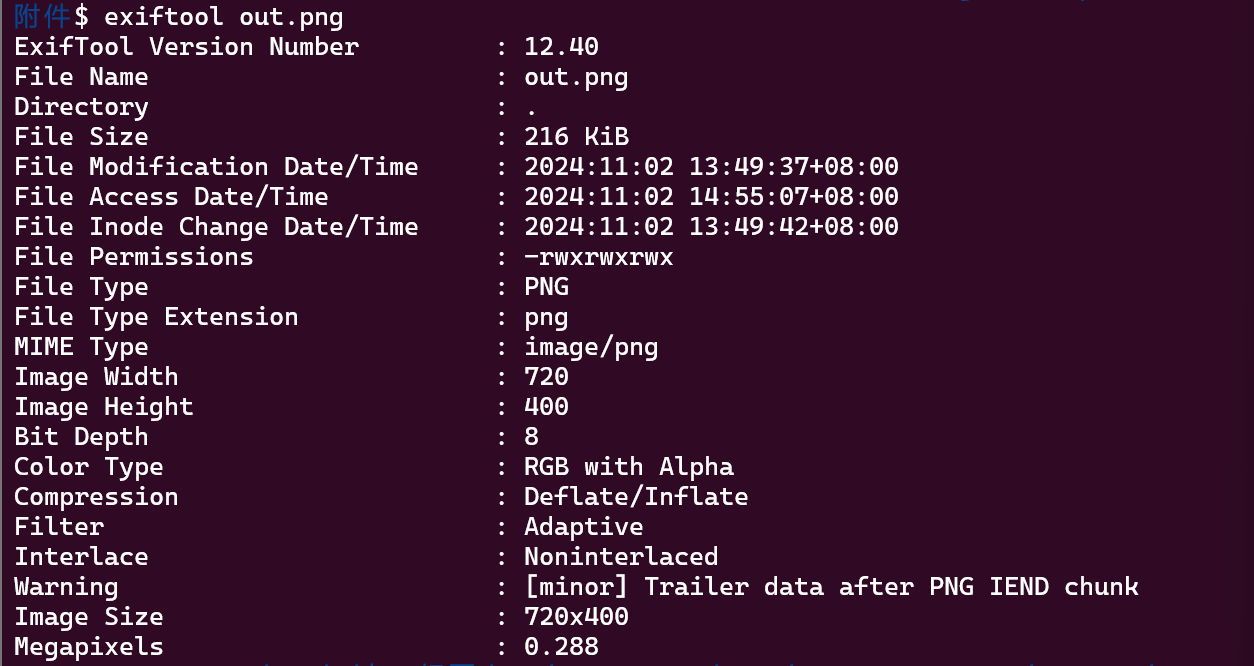 附件$ exiftool out.png
ExifTool Version Number : 12.40
File Name : out.png
Directory : .
File Size : 216 KiB
File Modification Date/Time : 2024:11:02 13:49:37+08:00
File Access Date/Time : 2024:11:02 14:55:07+08:00
File Inode Change Date/Time : 2024:11:02 13:49:42+08:00
File Permissions : -rwxrwxrwx
File Type : PNG
File Type Extension : png
MIME Type : image/png
Image Width : 720
Image Height : 400
Bit Depth : 8
Color Type : RGB with Alpha
Compression : Deflate/Inflate
Filter : Adaptive
Interlace : Noninterlaced
Warning : [minor] Trailer data after PNG IEND chunk
Image Size : 720x400
Megapixels : 0.288